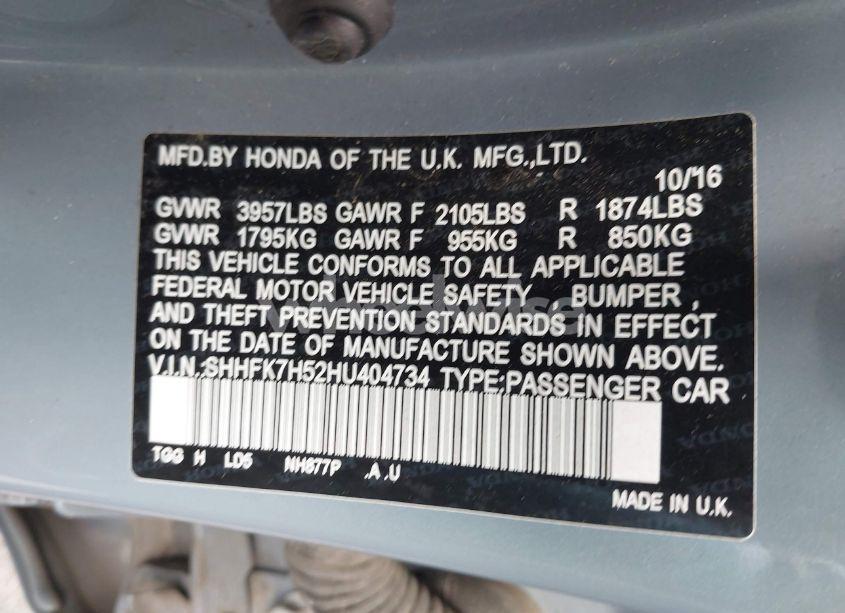 MFD.BY HONDA OF THE U.K. MFG.,LTD.
10/16
GVWR 3957LBS GAWR F 2105LBS R 1874LBS
GVWR 1795KG GAWR F 955KG R 850KG
THIS VEHICLE CONFORMS TO ALL APPLICABLE
FEDERAL MOTOR VEHICLE SAFETY , BUMPER ,
AND THEFT PREVENTION STANDARDS IN EFFECT
ON THE DATE OF MANUFACTURE SHOWN ABOVE.
V.I.N.:SHHFK7H52HU404734 TYPE:PASSENGER CAR
TGG H LD5 NH877P .A .U
MADE IN U.K.